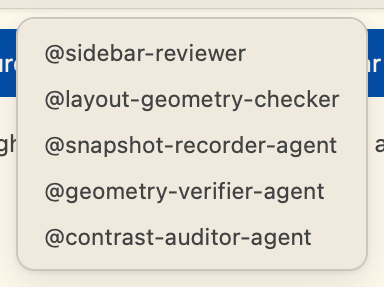 @sidebar-reviewer
@layout-geometry-checker
@snapshot-recorder-agent
@geometry-verifier-agent
@contrast-auditor-agent